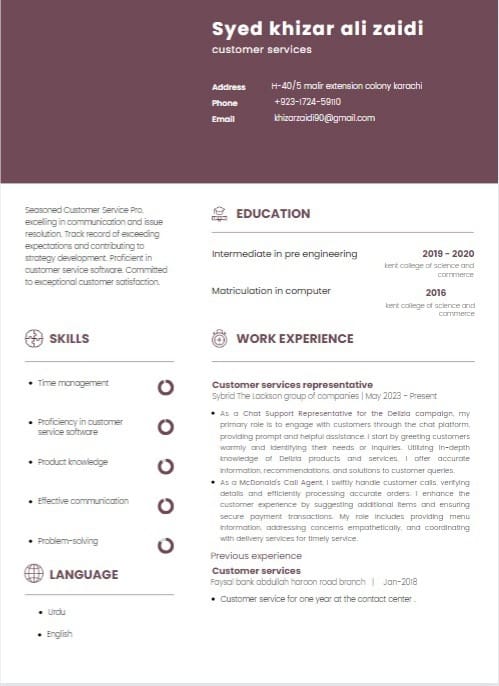 Syed khizar ali zaidi
customer services
Address H-40/5 malir extension colony karachi
Phone +923-1724-59110
Email khizarzaidi90@gmail.com
Seasoned Customer Service Pro,
excelling in communication and issue
resolution. Track record of exceeding
expectations and contributing to
strategy development. Proficient in
customer service software. Committed
to exceptional customer satisfaction.
SKILLS
Time management
Proficiency in customer
service software
Product knowledge
Effective communication
Problem-solving
LANGUAGE
Urdu
English
EDUCATION
Intermediate in pre engineering 2019 - 2020
kent college of science and
commerce
Matriculation in computer 2016
kent college of science and
commerce
WORK EXPERIENCE
Customer services representative
Sybrid The Lackson group of companies | May 2023 - Present
As a Chat Support Representative for the Delizia campaign, my
primary role is to engage with customers through the chat platform,
providing prompt and helpful assistance. I start by greeting customers
warmly and identifying their needs or inquiries. Utilizing in-depth
knowledge of Delizia products and services, I offer accurate
information, recommendations, and solutions to customer queries.
As a McDonald's Call Agent, I swiftly handle customer calls, verifying
details and efficiently processing accurate orders. I enhance the
customer experience by suggesting additional items and ensuring
secure payment transactions. My role includes providing menu
information, addressing concerns empathetically, and coordinating
with delivery services for timely service.
Previous experience
Customer services
Faysal bank abdullah haroon road branch | Jan-2018
Customer service for one year at the contact center .